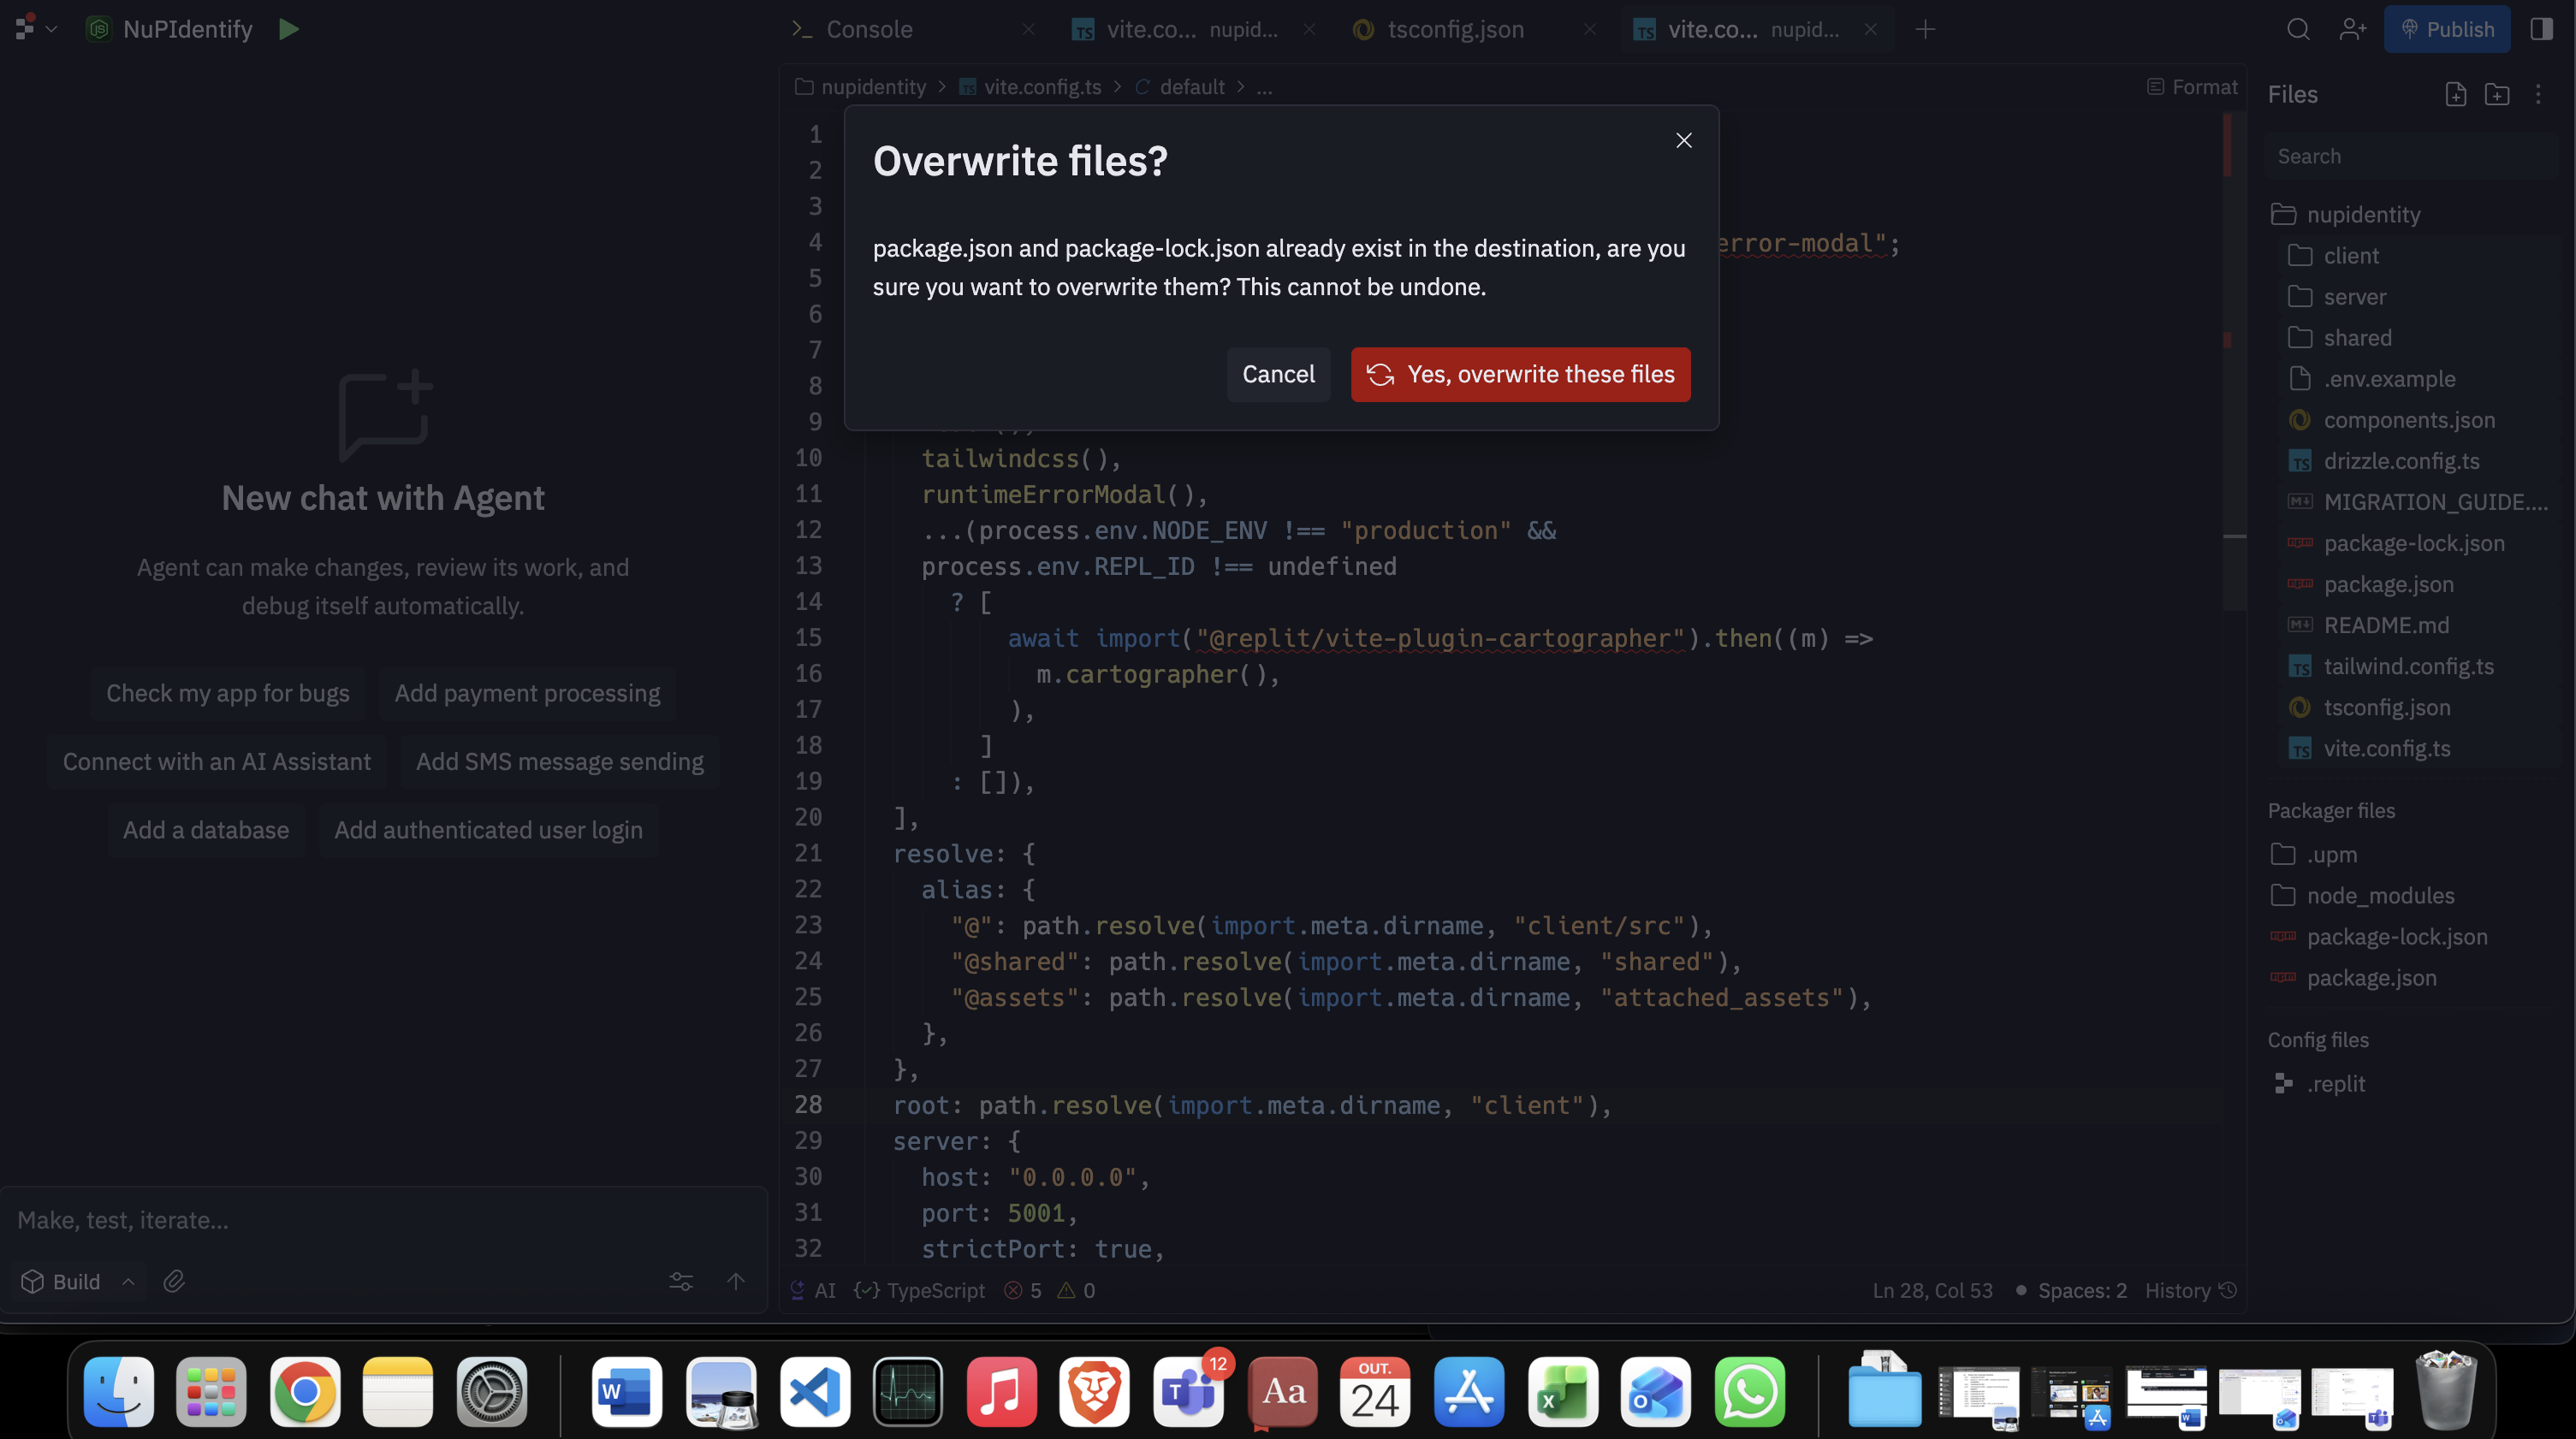 NuPIdentify
Console
vite.co... nupid...
tsconfig.json
vite.co... nupid...
Publish
nupidentity > vite.config.ts > default > ...
Format
Files
Search
Overwrite files?
package.json and package-lock.json already exist in the destination, are you
sure you want to overwrite them? This cannot be undone.
Cancel
Yes, overwrite these files
New chat with Agent
Agent can make changes, review its work, and
debug itself automatically.
Check my app for bugs
Add payment processing
Connect with an AI Assistant
Add SMS message sending
Add a database
Add authenticated user login
Make, test, iterate...
Build
1
2
3
4 error-modal";
5
6
7
8
9
10 tailwindcss(),
11 runtimeErrorModal(),
12 ...(process.env.NODE_ENV !== "production" &&
13 process.env.REPL_ID !== undefined
14 ? [
15 await import("@replit/vite-plugin-cartographer").then((m) =>
16 m.cartographer(),
17 ),
18 ]
19 : []),
20 ],
21 resolve: {
22 alias: {
23 "@": path.resolve(import.meta.dirname, "client/src"),
24 "@shared": path.resolve(import.meta.dirname, "shared"),
25 "@assets": path.resolve(import.meta.dirname, "attached_assets"),
26 },
27 },
28 root: path.resolve(import.meta.dirname, "client"),
29 server: {
30 host: "0.0.0.0",
31 port: 5001,
32 strictPort: true,
AI {✓} TypeScript 5 0
Ln 28, Col 53 • Spaces: 2 History
nupidentity
client
server
shared
.env.example
components.json
drizzle.config.ts
MIGRATION_GUIDE....
package-lock.json
package.json
README.md
tailwind.config.ts
tsconfig.json
vite.config.ts
Packager files
.upm
node_modules
package-lock.json
package.json
Config files
.replit
12
OUT.
24
Aa